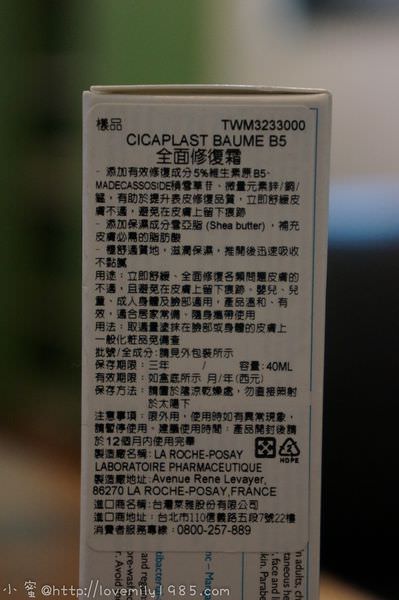 樣品 TWM3233000
CICAPLAST BAUME B5
全面修復霜
- 添加有效修復成分5%維生素原B5、
MADECASSOSIDE積雪草苷、微量元素鋅/銅/
錳，有助於提升表皮修復品質，立即舒緩皮
膚不適，避免在皮膚上留下痕跡
- 添加保濕成分雪亞脂 (Shea butter) ，補充
皮膚必需的脂肪酸
- 極舒適質地，滋潤保濕，推開後迅速吸收
不黏膩
用途：立即舒緩、全面修復各類問題皮膚的
不適，且避免在皮膚上留下痕跡。嬰兒、兒
童、成人身體及臉部適用，產品溫和、有
效，適合居家常備、隨身攜帶使用
用法：取適量塗抹在臉部或身體的皮膚上
一般化粧品免備查
批號/全成分：請見外包裝所示
保存期限：三年 / 容量：40ML
有效期限：如盒底所示 月/年(西元)
保存方法：請置於陰涼乾燥處，勿直接照射
於太陽下
注意事項：限外用，使用時如有異常現象，
請暫停使用。建議使用時間：產品開封後請
於12個月內使用完畢
HDPE
製造廠名稱：LA ROCHE-POSAY
LABORATOIRE PHARMACEUTIQUE
製造廠地址：Avenue Rene Levayer,
86270 LA ROCHE-POSAY,FRANCE
進口商名稱：台灣萊雅股份有限公司
進口商地址：台北市110信義路五段7號22樓
消費者服務專線：0800-257-889
小蜜@http://lovemily1985.com